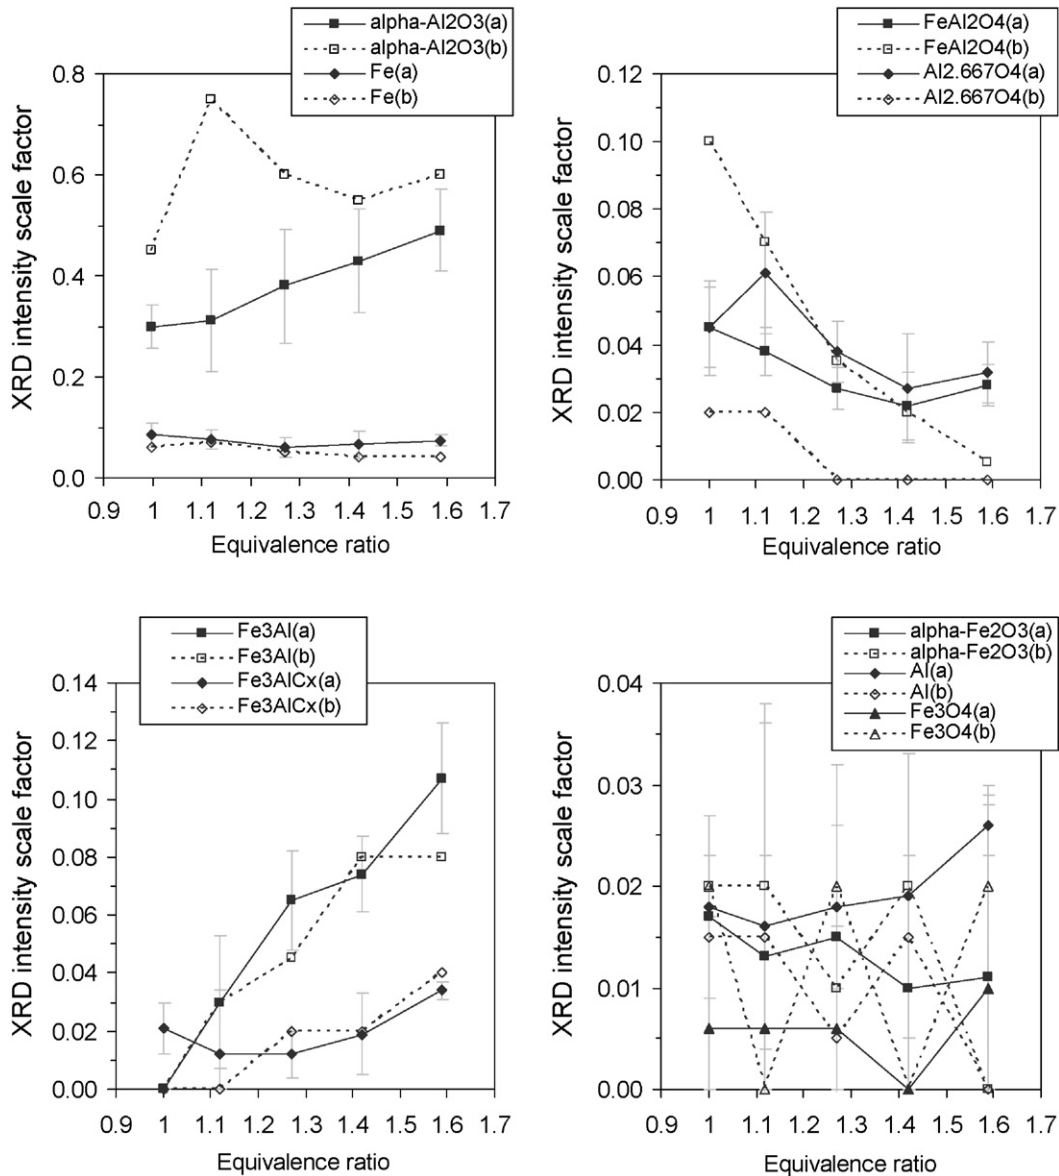 alpha-Al2O3(a)
alpha-Al2O3(b)
Fe(a)
Fe(b)
XRD intensity scale factor
0.8
0.6
0.4
0.2
0.0
0.9 1 1.1 1.2 1.3 1.4 1.5 1.6 1.7
Equivalence ratio
FeAl2O4(a)
FeAl2O4(b)
Al2.667O4(a)
Al2.667O4(b)
XRD intensity scale factor
0.12
0.10
0.08
0.06
0.04
0.02
0.00
0.9 1 1.1 1.2 1.3 1.4 1.5 1.6 1.7
Equivalence ratio
Fe3Al(a)
Fe3Al(b)
Fe3AlCx(a)
Fe3AlCx(b)
XRD intensity scale factor
0.14
0.12
0.10
0.08
0.06
0.04
0.02
0.00
0.9 1 1.1 1.2 1.3 1.4 1.5 1.6 1.7
Equivalence ratio
alpha-Fe2O3(a)
alpha-Fe2O3(b)
Al(a)
Al(b)
Fe3O4(a)
Fe3O4(b)
XRD intensity scale factor
0.04
0.03
0.02
0.01
0.00
0.9 1 1.1 1.2 1.3 1.4 1.5 1.6 1.7
Equivalence ratio